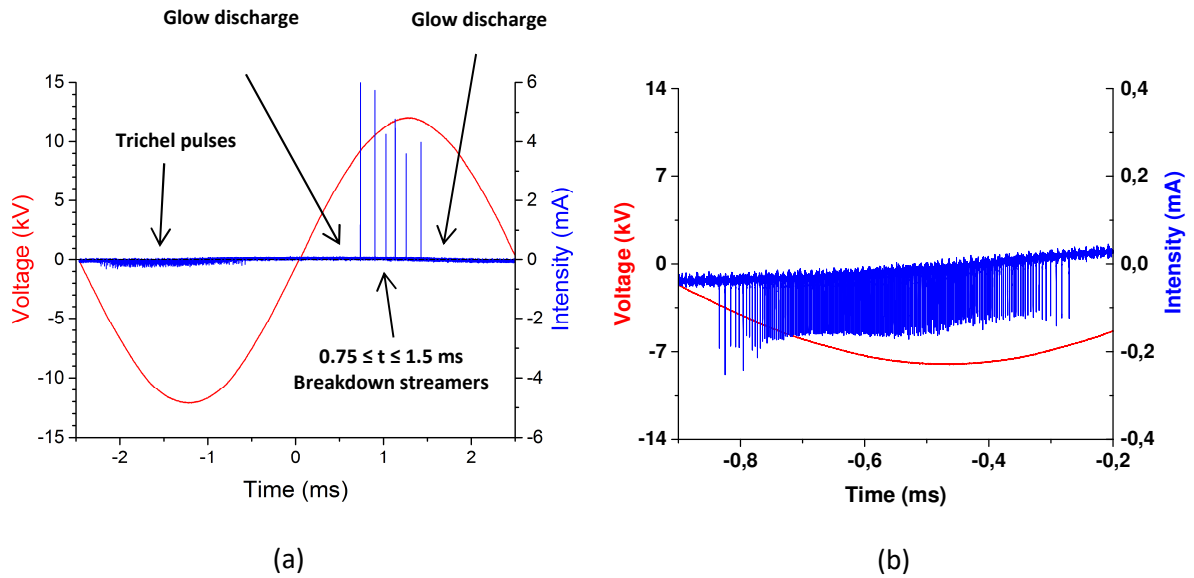 Glow discharge
Glow discharge
Trichel pulses
15
10
5
0
-5
-10
-15
Voltage (kV)
6
4
2
0
-2
-4
-6
Intensity (mA)
0.75 ≤ t ≤ 1.5 ms
Breakdown streamers
-2 -1 0 1 2
Time (ms)
(a)
14
7
0
-7
-14
Voltage (kV)
0,4
0,2
0,0
-0,2
-0,4
Intensity (mA)
-0,8 -0,6 -0,4 -0,2
Time (ms)
(b)